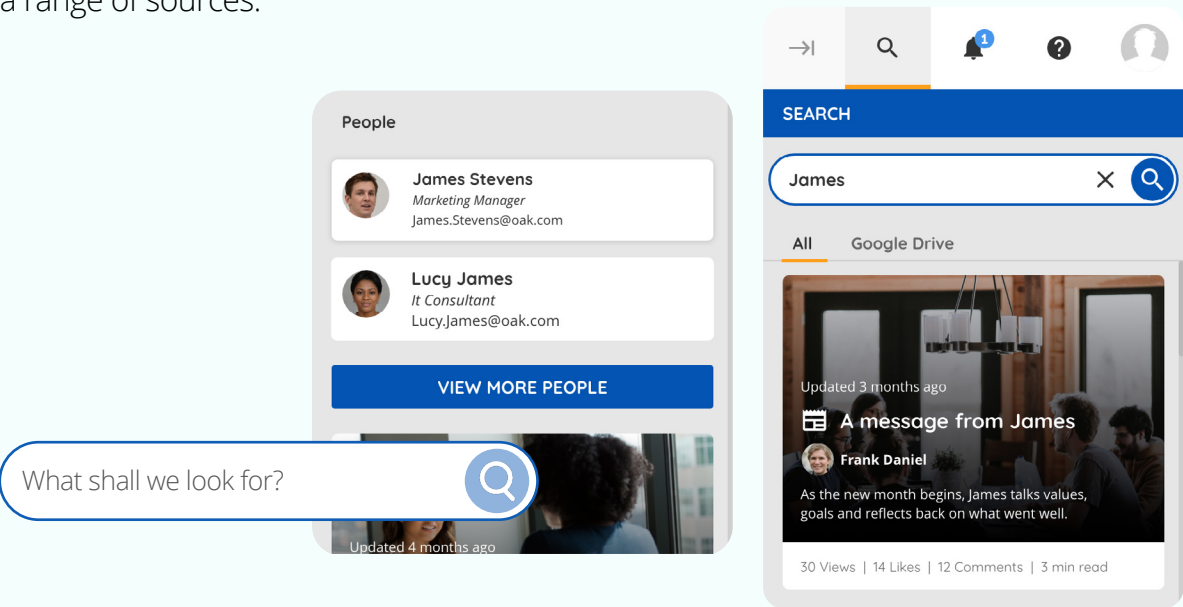 a range of sources.
People
James Stevens
Marketing Manager
James.Stevens@oak.com
Lucy James
It Consultant
Lucy.James@oak.com
VIEW MORE PEOPLE
What shall we look for?
Updated 4 months ago
1
?
SEARCH
James
All Google Drive
Updated 3 months ago
A message from James
Frank Daniel
As the new month begins, James talks values,
goals and reflects back on what went well.
30 Views | 14 Likes | 12 Comments | 3 min read